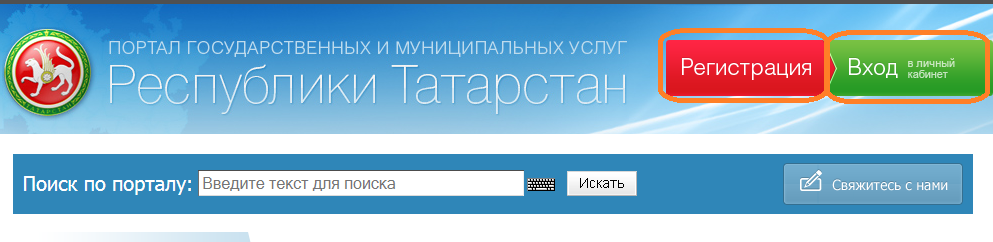 ПОРТАЛ ГОСУДАРСТВЕННЫХ И МУНИЦИПАЛЬНЫХ УСЛУГ
Республики Татарстан
Регистрация
Вход
в личный
кабинет
Поиск по порталу:
Введите текст для поиска
Искать
Свяжитесь с нами